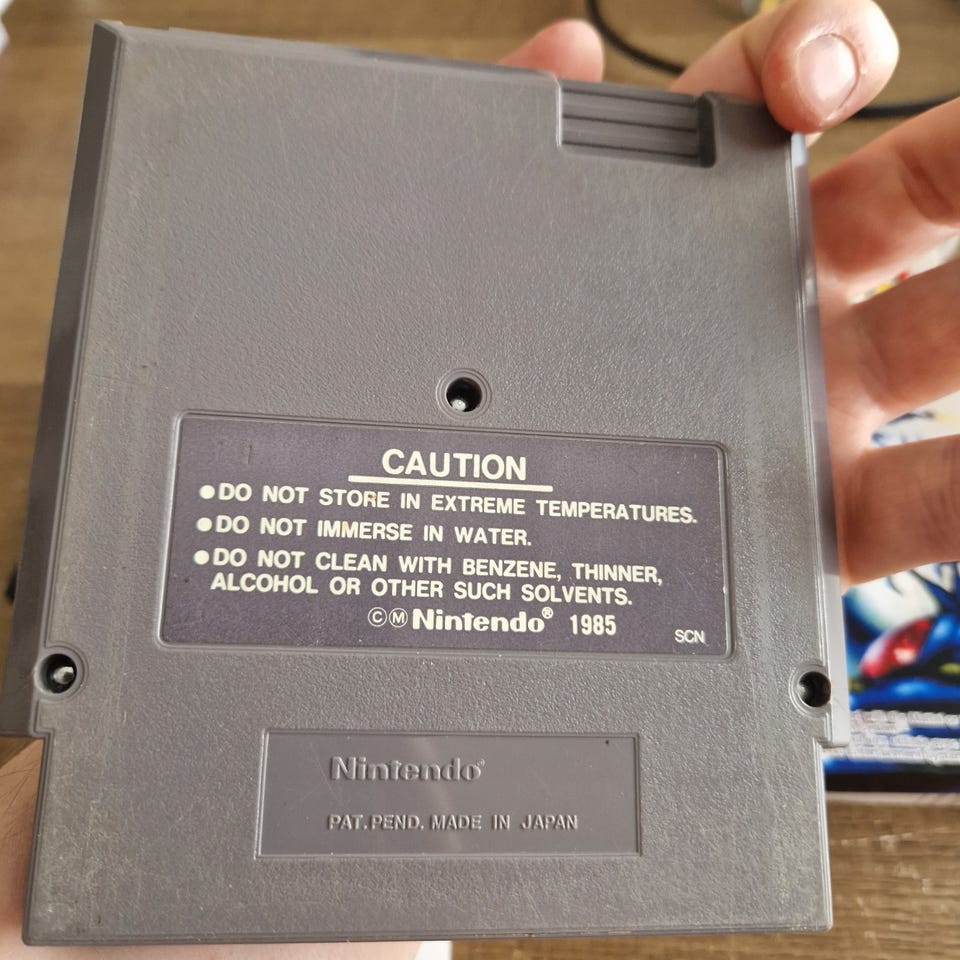 CAUTION
●DO NOT STORE IN EXTREME TEMPERATURES.
●DO NOT IMMERSE IN WATER.
●DO NOT CLEAN WITH BENZENE, THINNER,
ALCOHOL OR OTHER SUCH SOLVENTS.
ⒸⓂNintendo® 1985
SCN
Nintendo®
PAT.PEND. MADE IN JAPAN